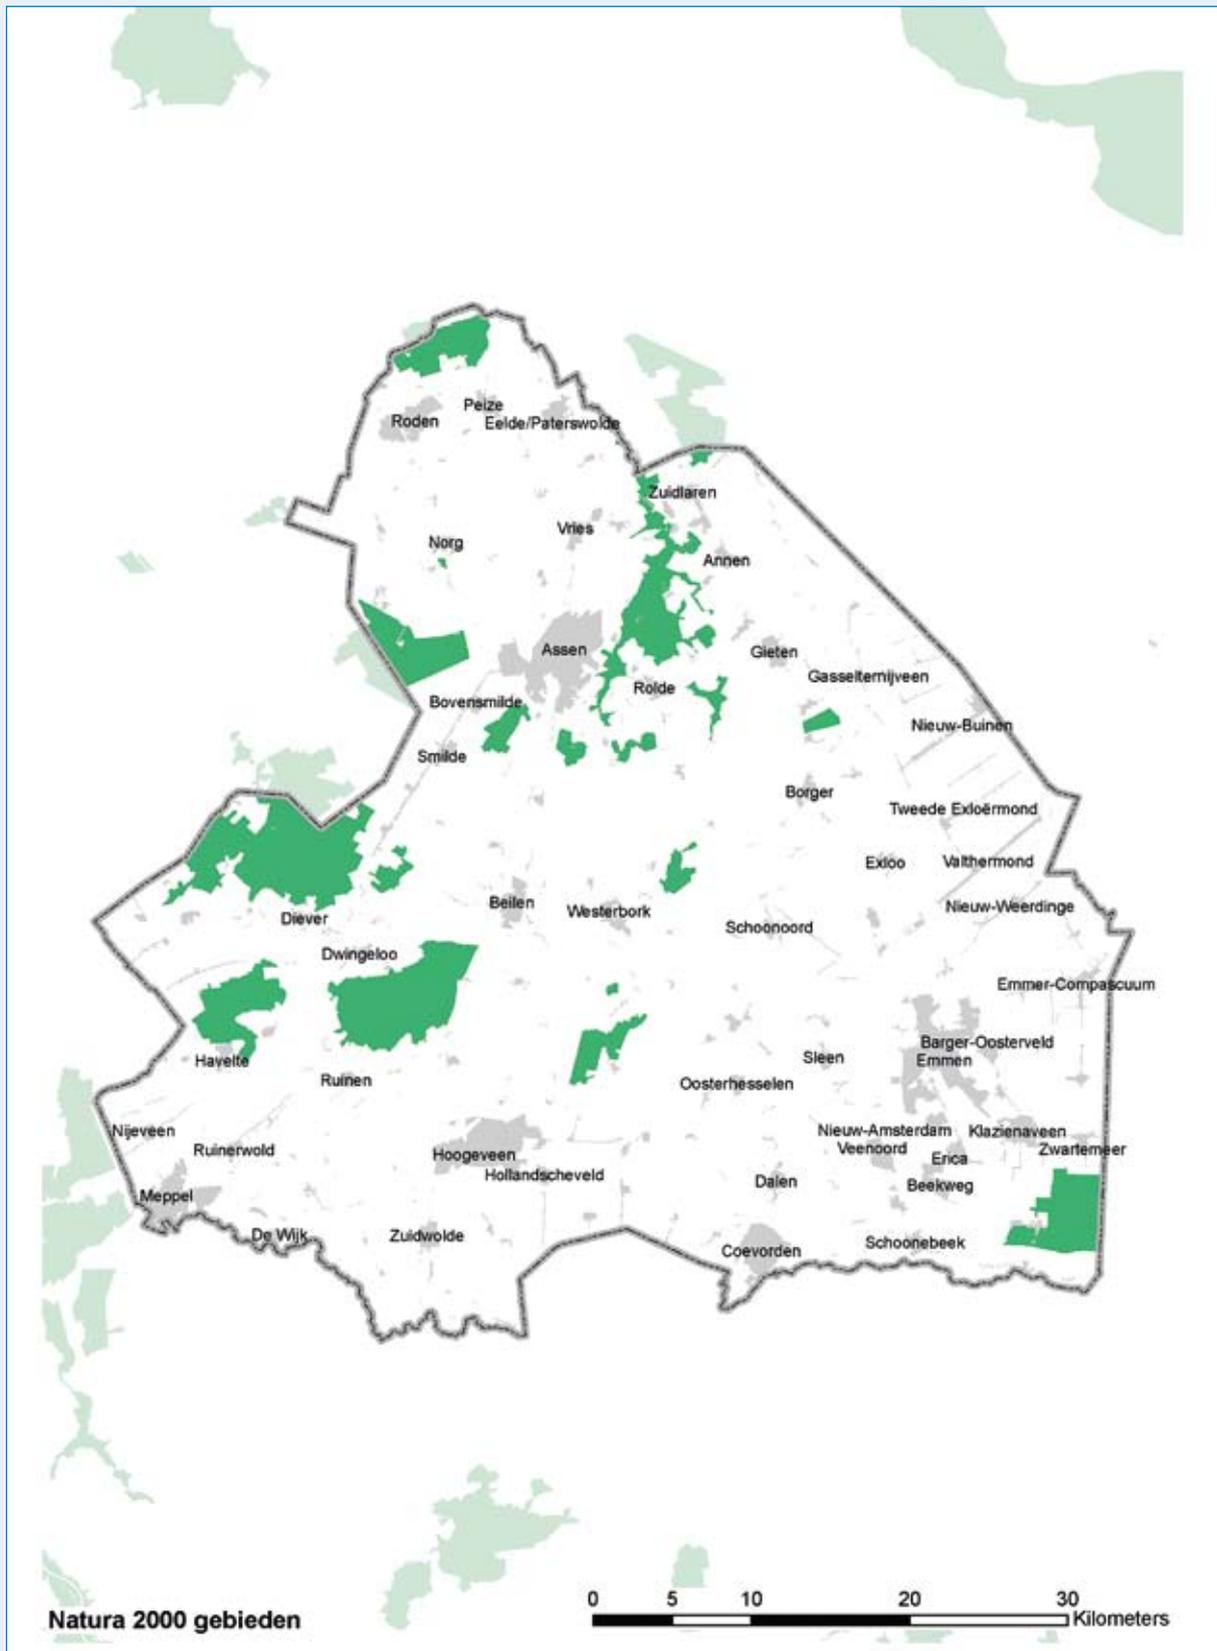 Peize
Roden
Eelde/Paterswolde
Zuidlaren
Vries
Norg
Annen
Assen
Gieten
Gasselternijveen
Rolde
Bovensmilde
Nieuw-Buinen
Smilde
Borger
Tweede Exloërmond
Exloo
Valthermond
Beilen
Westerbork
Nieuw-Weerdinge
Diever
Schoonoord
Dwingeloo
Emmer-Compascuum
Barger-Oosterveld
Havelte
Sleen
Emmen
Ruinen
Oosterhesselen
Nijeveen
Nieuw-Amsterdam
Klazienaveen
Ruinerwold
Veenoord
Zwartemeer
Hoogeveen
Erica
Hollandscheveld
Dalen
Beekweg
Meppel
De Wijk
Zuidwolde
Schoonebeek
Coevorden
0 5 10 20 30
Kilometers
Natura 2000 gebieden